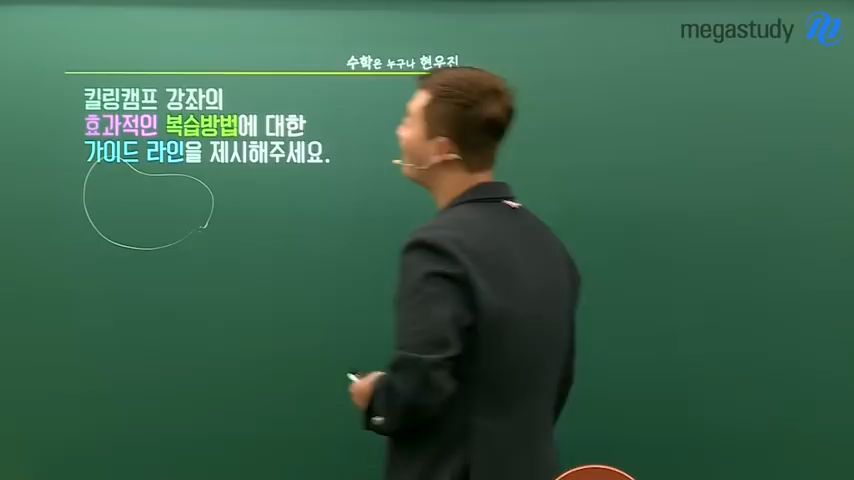 megastudy
수학은 누구나 현우진
킬링캠프 강좌의
효과적인 복습방법에 대한
가이드 라인을 제시해주세요.